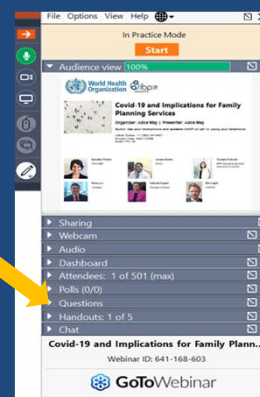 File Options View Help
In Practice Mode
Start
Audience view 100%
World Health
Organization ibp
Covid-19 and Implications for Family
Planning Services
Organizer: Adoe May | Presenter: Adoe May
Sharing
Webcam
Audio
Dashboard
Attendees: 1 of 501 (max)
Polls (0/0)
Questions
Handouts: 1 of 5
Chat
Covid-19 and Implications for Family Plann...
Webinar ID: 641-168-603
GoToWebinar